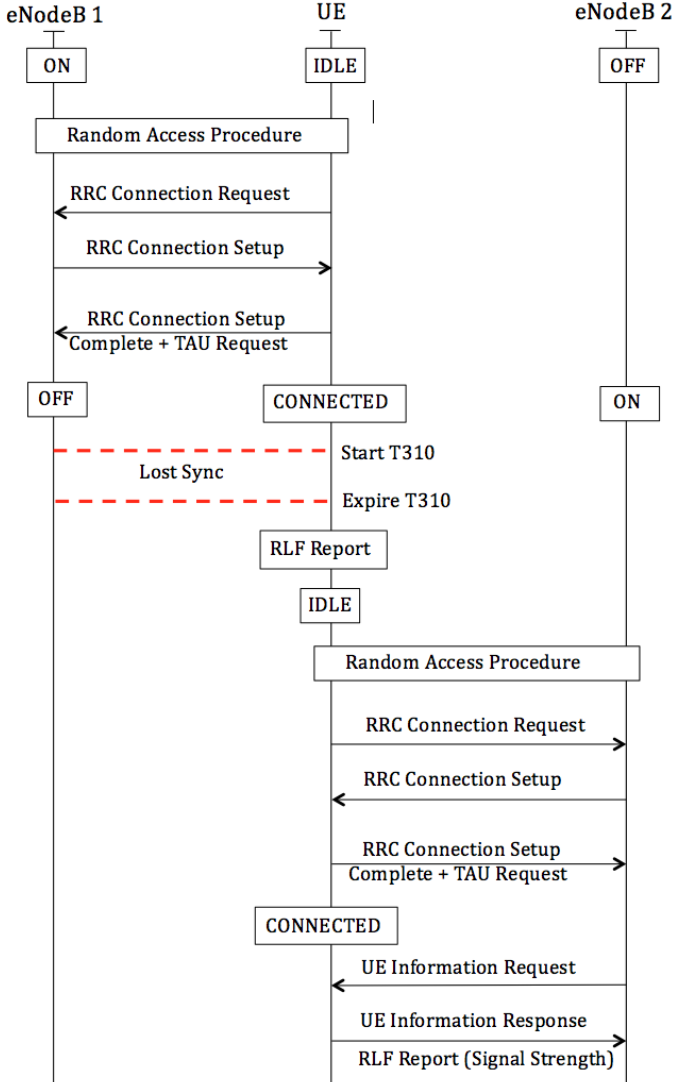 eNodeB 1 UE eNodeB 2
ON IDLE OFF
Random Access Procedure
RRC Connection Request
RRC Connection Setup
RRC Connection Setup
Complete + TAU Request
OFF CONNECTED ON
Start T310
Lost Sync
Expire T310
RLF Report
IDLE
Random Access Procedure
RRC Connection Request
RRC Connection Setup
RRC Connection Setup
Complete + TAU Request
CONNECTED
UE Information Request
UE Information Response
RLF Report (Signal Strength)